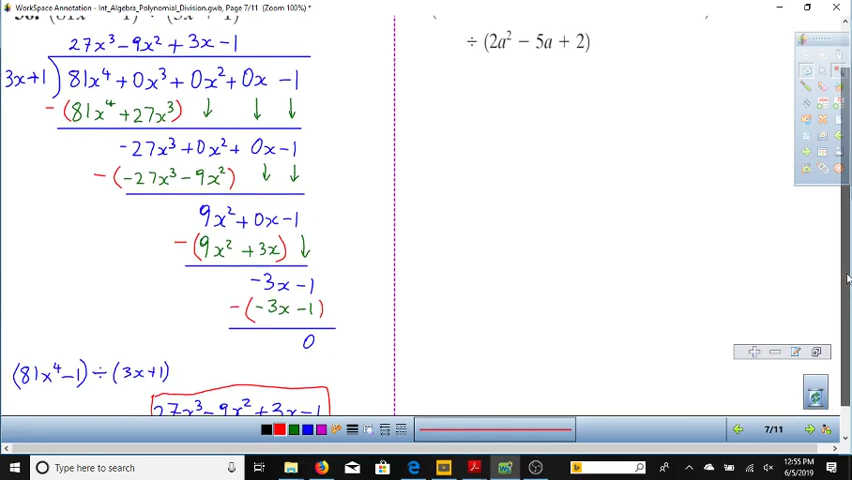 WorkSpace Annotation - Int_Algebra_Polynomial_Division.gwb, Page 7/11 (Zoom 100%) *
27x³ - 9x² + 3x - 1
3x+1 ) 81x⁴ + 0x³ + 0x² + 0x - 1
- (81x⁴ + 27x³) ↓ ↓ ↓
-27x³ + 0x² + 0x - 1
- (-27x³ - 9x²) ↓ ↓
9x² + 0x - 1
- (9x² + 3x) ↓
-3x - 1
- (-3x - 1)
0
(81x⁴ - 1) ÷ (3x+1)
27x³ - 9x² + 3x - 1
÷ (2a² − 5a + 2)
7/11
Type here to search
12:55 PM
6/5/2019